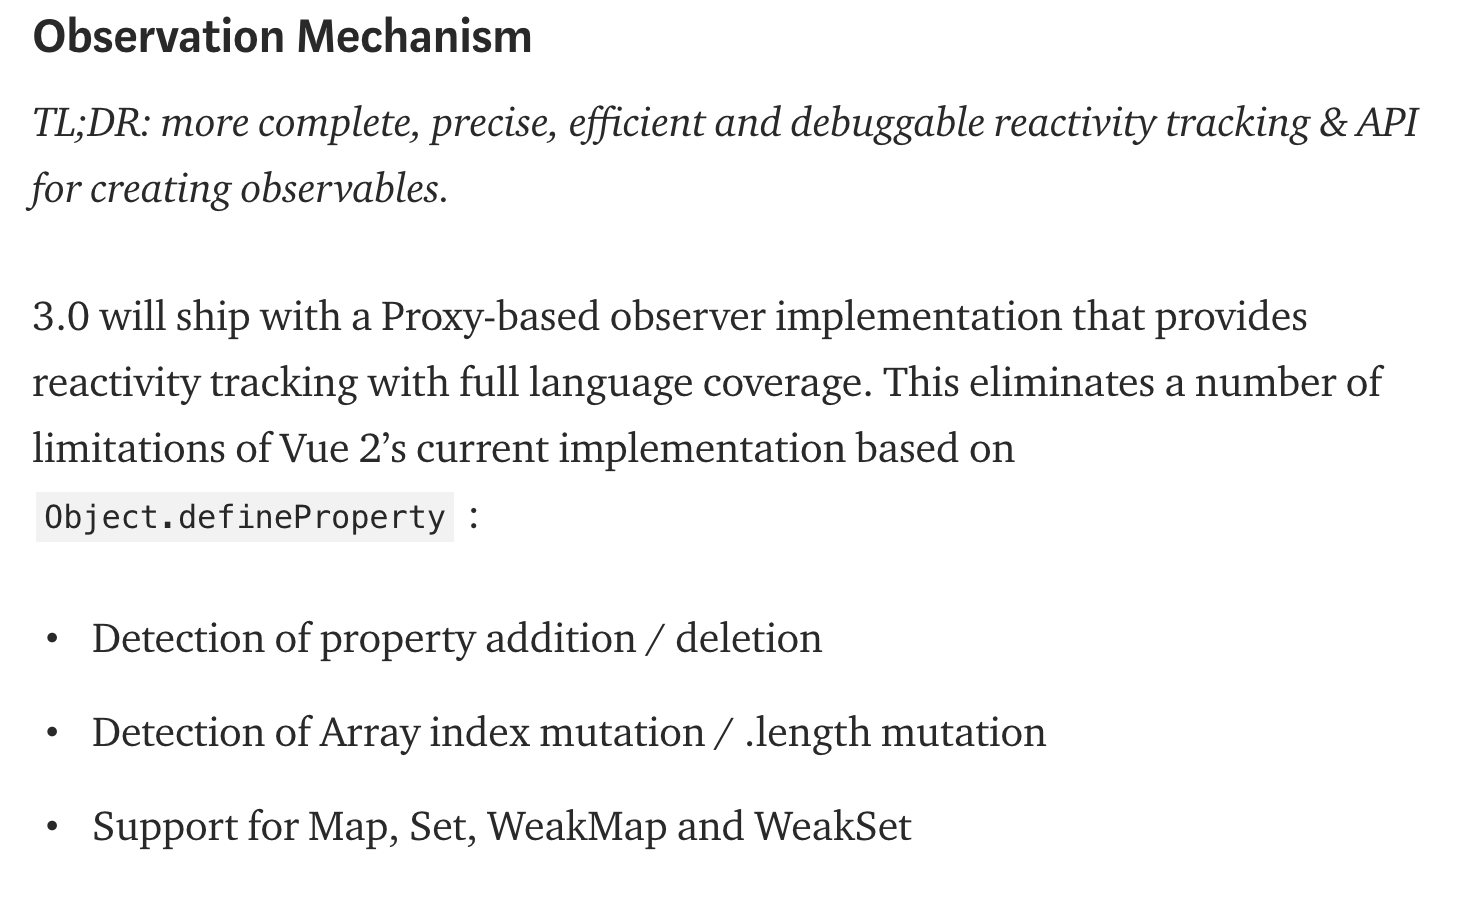 Observation Mechanism
TL;DR: more complete, precise, efficient and debuggable reactivity tracking & API
for creating observables.
3.0 will ship with a Proxy-based observer implementation that provides
reactivity tracking with full language coverage. This eliminates a number of
limitations of Vue 2’s current implementation based on
Object.defineProperty :
• Detection of property addition / deletion
• Detection of Array index mutation / .length mutation
• Support for Map, Set, WeakMap and WeakSet